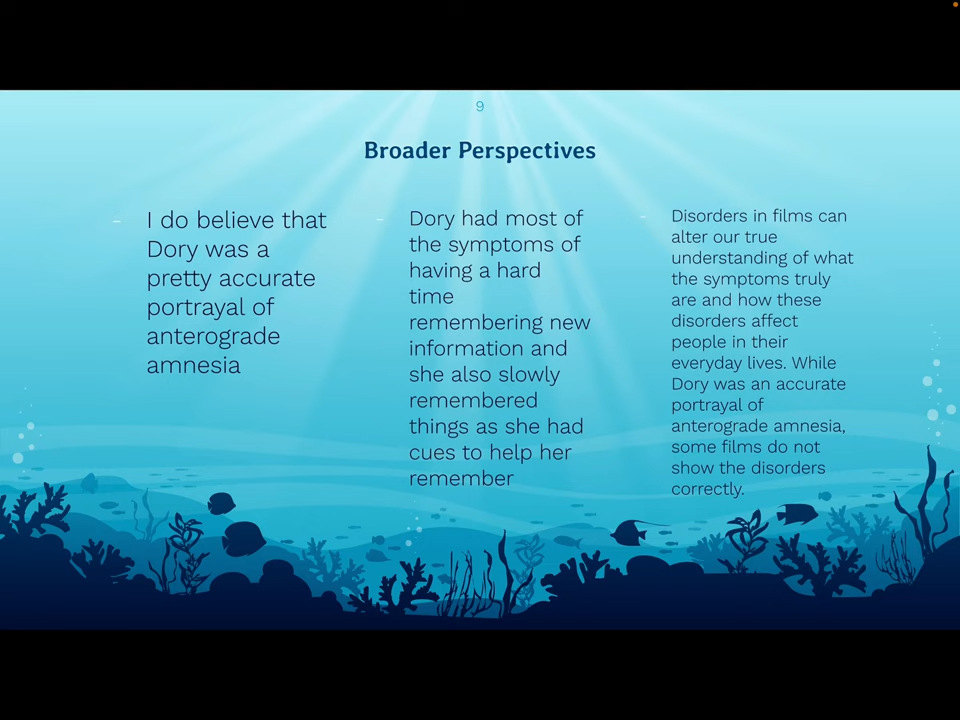 9
Broader Perspectives
- I do believe that
Dory was a
pretty accurate
portrayal of
anterograde
amnesia
- Dory had most of
the symptoms of
having a hard
time
remembering new
information and
she also slowly
remembered
things as she had
cues to help her
remember
- Disorders in films can
alter our true
understanding of what
the symptoms truly
are and how these
disorders affect
people in their
everyday lives. While
Dory was an accurate
portrayal of
anterograde amnesia,
some films do not
show the disorders
correctly.